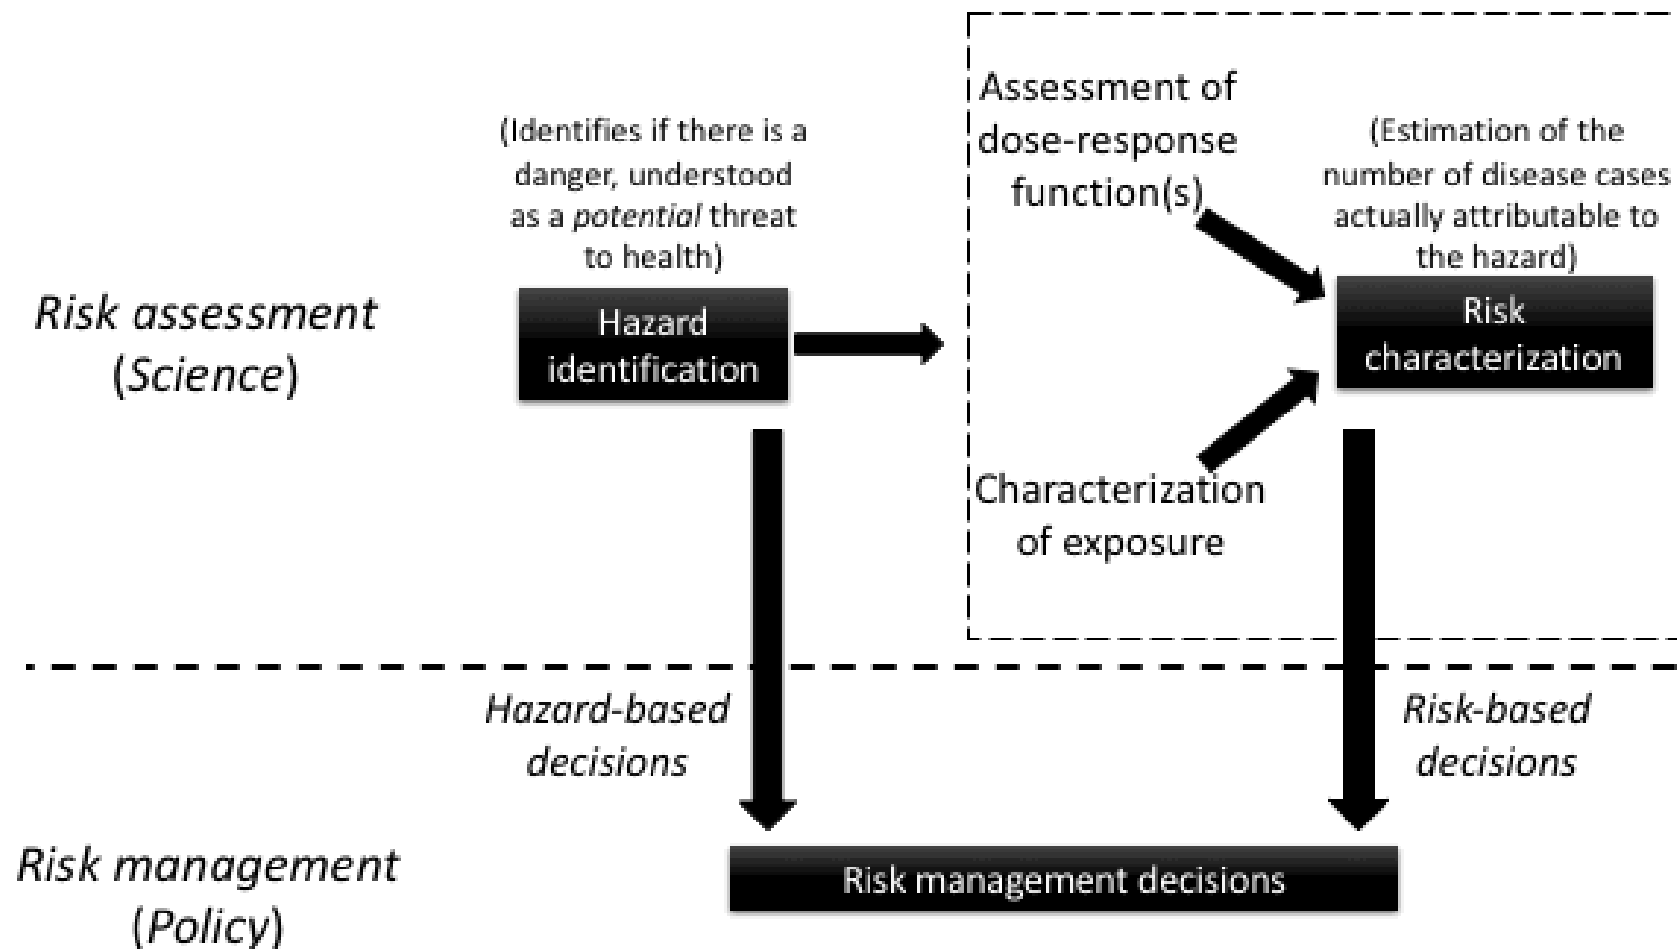 (Identifies if there is a
danger, understood
as a potential threat
to health)
Assessment of
dose-response
function(s)
(Estimation of the
number of disease cases
actually attributable to
the hazard)
Risk assessment
(Science)
Hazard
identification
Risk
characterization
Characterization
of exposure
Hazard-based
decisions
Risk-based
decisions
Risk management
(Policy)
Risk management decisions